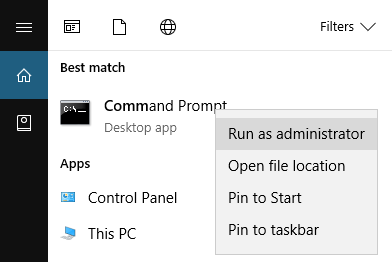 Filters
Best match
Command Prompt
Desktop app
Run as administrator
Open file location
Pin to Start
Pin to taskbar
Apps
Control Panel
This PC